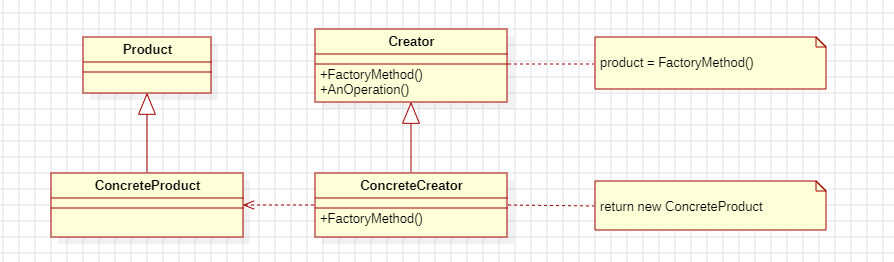 Product
Creator
+FactoryMethod()
+AnOperation()
product = FactoryMethod()
ConcreteProduct
ConcreteCreator
+FactoryMethod()
return new ConcreteProduct